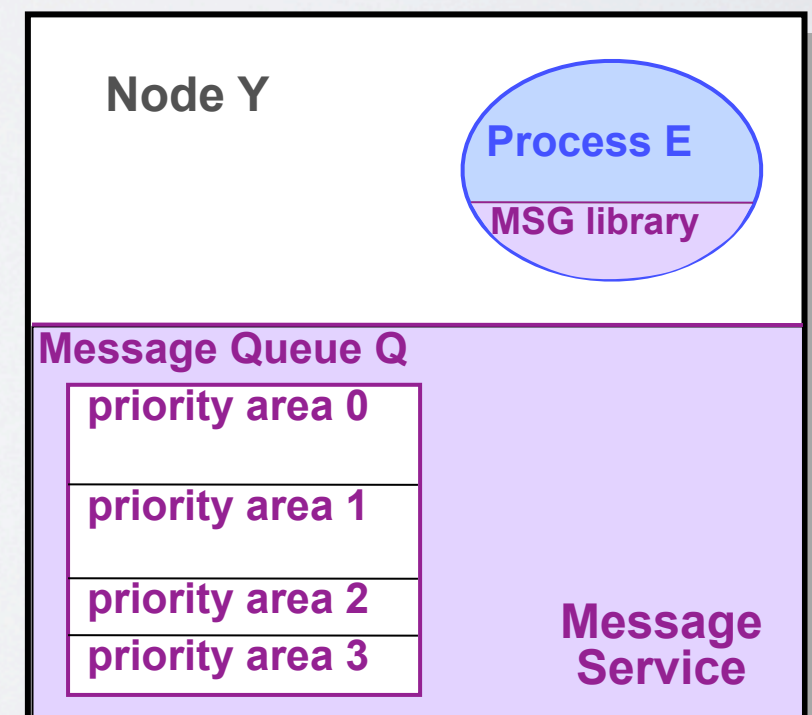 Node Y
Process E
MSG library
Message Queue Q
priority area 0
priority area 1
priority area 2
priority area 3
Message
Service